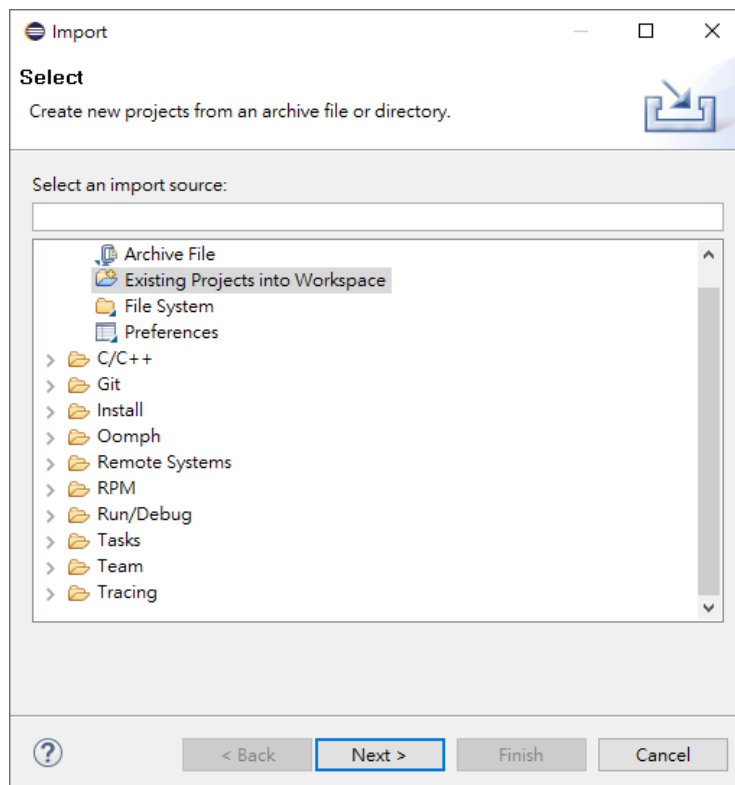 Import
Select
Create new projects from an archive file or directory.
Select an import source:
Archive File
Existing Projects into Workspace
File System
Preferences
C/C++
Git
Install
Oomph
Remote Systems
RPM
Run/Debug
Tasks
Team
Tracing
? < Back Next > Finish Cancel